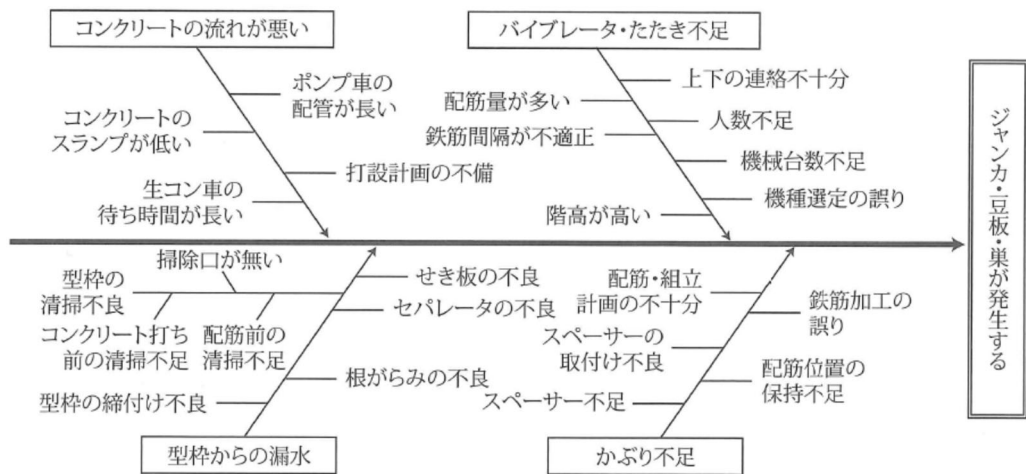 コンクリートの流れが悪い
ポンプ車の
配管が長い
コンクリートの
スランプが低い
打設計画の不備
生コン車の
待ち時間が長い
バイブレータ・たたき不足
上下の連絡不十分
配筋量が多い
人数不足
鉄筋間隔が不適正
機械台数不足
機種選定の誤り
階高が高い
ジャンカ・豆板・巣が発生する
掃除口が無い
型枠の
清掃不良
コンクリート打ち
前の清掃不足
配筋前の
清掃不足
せき板の不良
セパレータの不良
根がらみの不良
型枠の締付け不良
型枠からの漏水
配筋・組立
計画の不十分
鉄筋加工の
誤り
スペーサーの
取付け不良
配筋位置の
保持不足
スペーサー不足
かぶり不足